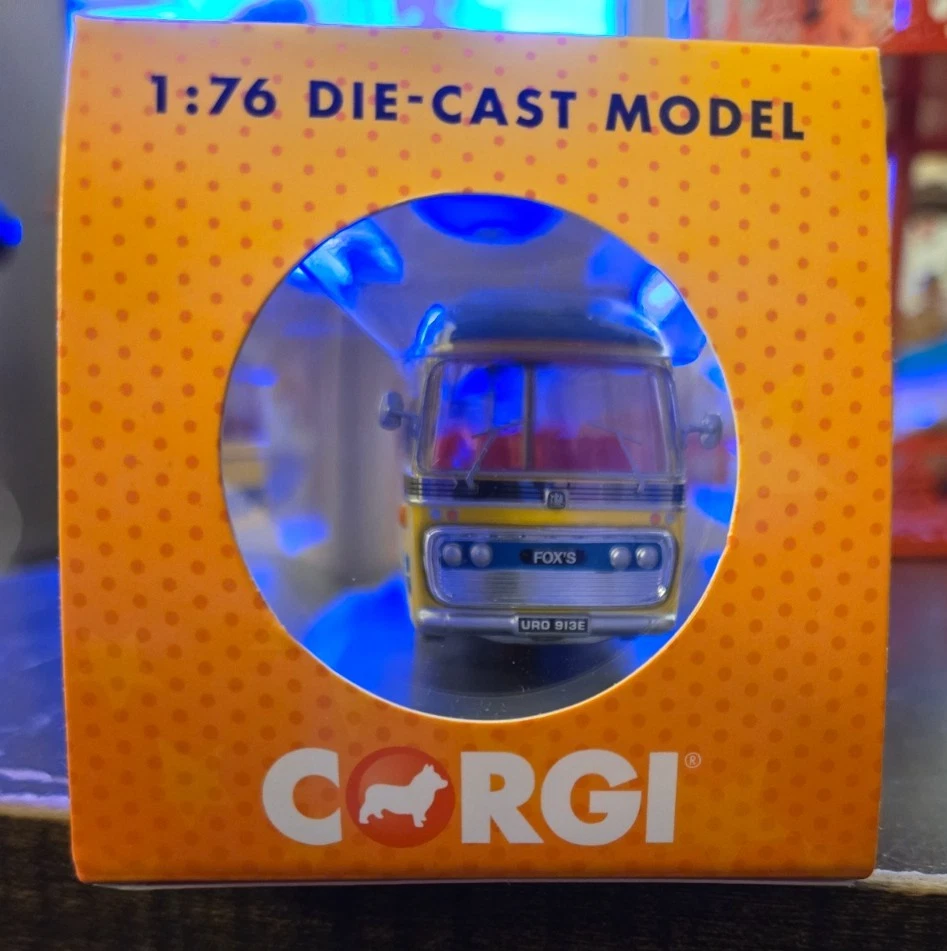 1:76 DIE-CAST MODEL
FOX'S
URO 913E
CORGI®